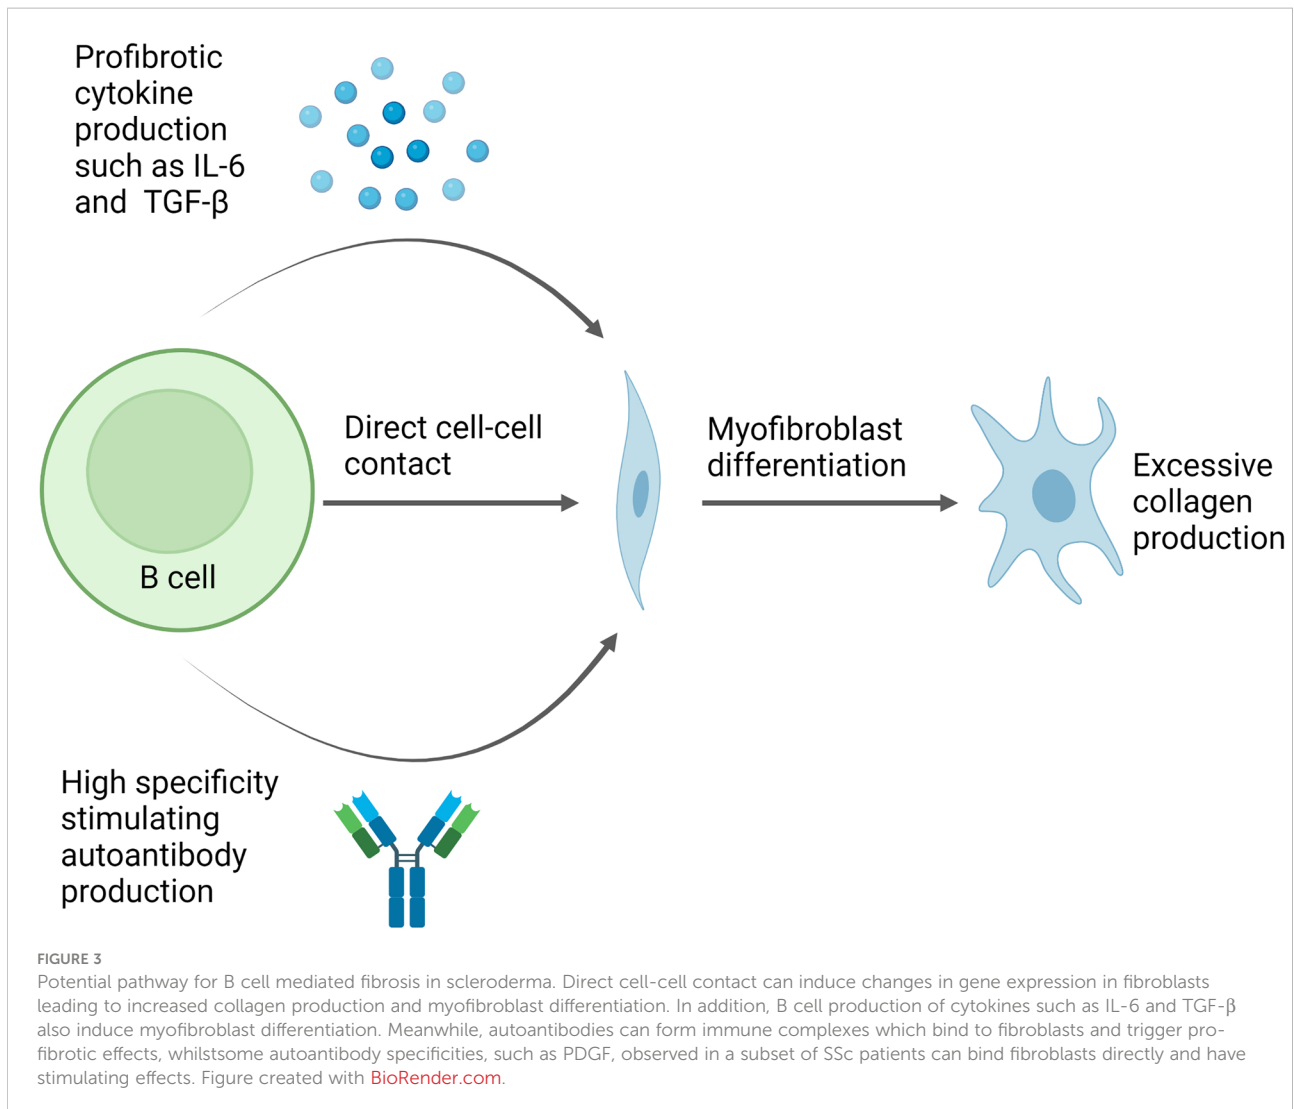 Profibrotic
cytokine
production
such as IL-6
and TGF-β
Direct cell-cell
contact
Myofibroblast
differentiation
Excessive
collagen
production
B cell
High specificity
stimulating
autoantibody
production
FIGURE 3
Potential pathway for B cell mediated fibrosis in scleroderma. Direct cell-cell contact can induce changes in gene expression in fibroblasts
leading to increased collagen production and myofibroblast differentiation. In addition, B cell production of cytokines such as IL-6 and TGF-β
also induce myofibroblast differentiation. Meanwhile, autoantibodies can form immune complexes which bind to fibroblasts and trigger pro-
fibrotic effects, whilstsome autoantibody specificities, such as PDGF, observed in a subset of SSc patients can bind fibroblasts directly and have
stimulating effects. Figure created with BioRender.com.